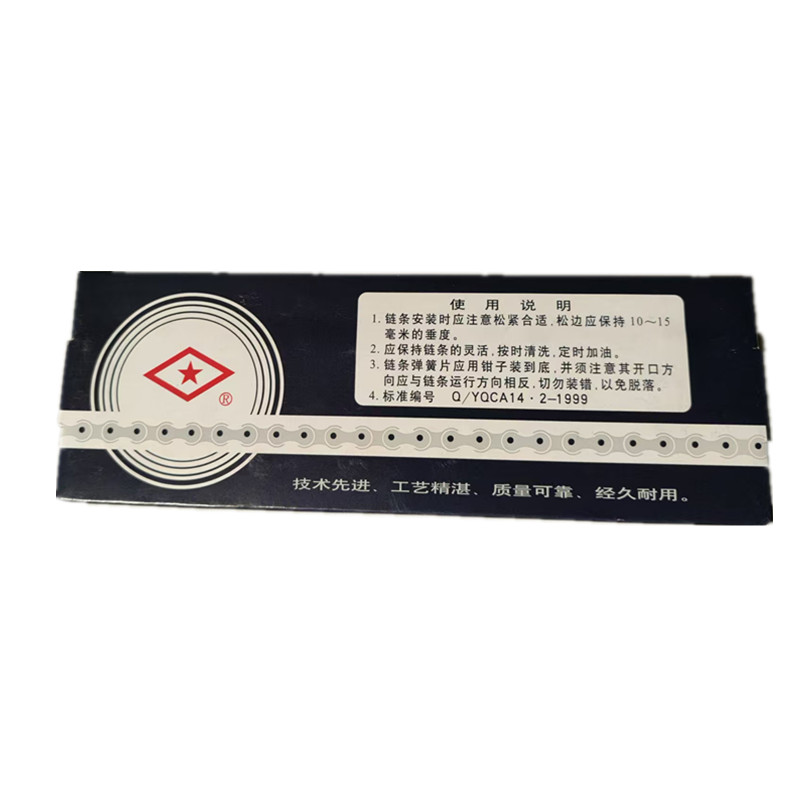 使用说明
1. 链条安装时应注意松紧合适,松边应保持10～15
毫米的垂度。
2. 应保持链条的灵活,按时清洗,定时加油。
3. 链条弹簧片应用钳子装到底,并须注意其开口方
向应与链条运行方向相反,切勿装错,以免脱落。
4. 标准编号 Q/YQCA14·2-1999
®
技术先进、工艺精湛、质量可靠、经久耐用。